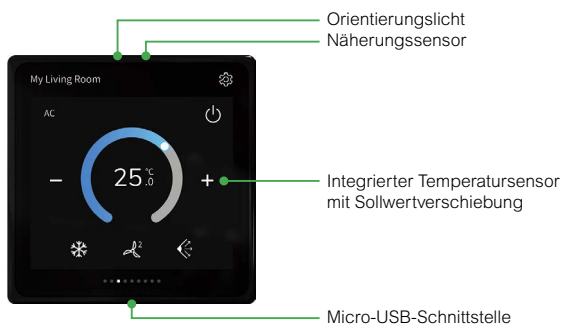 Orientierungslicht
Näherungssensor
My Living Room
AC
25 °C .0
2
Integrierter Temperatursensor
mit Sollwertverschiebung
Micro-USB-Schnittstelle